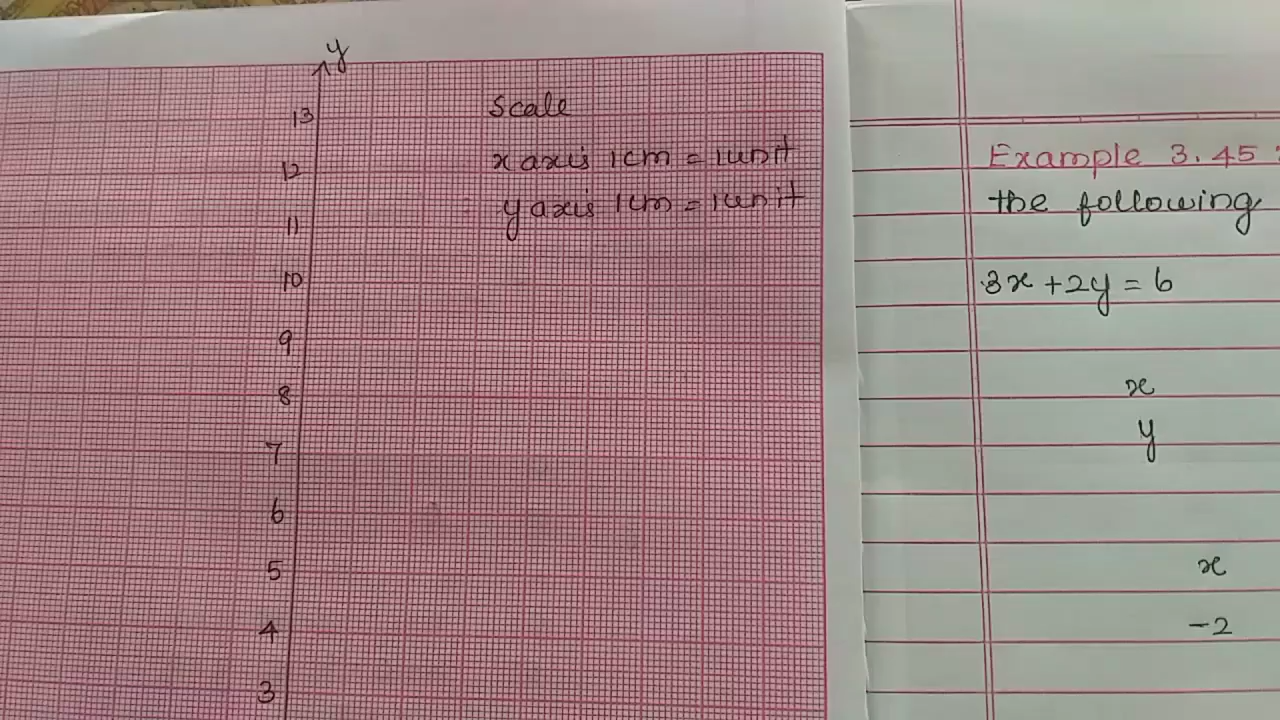 y
13
Scale
12
x axis 1cm = 1unit
11
y axis 1cm = 1unit
10
9
8
7
6
5
4
3
Example 3.45:
the following
3x + 2y = 6
x
y
x
-2